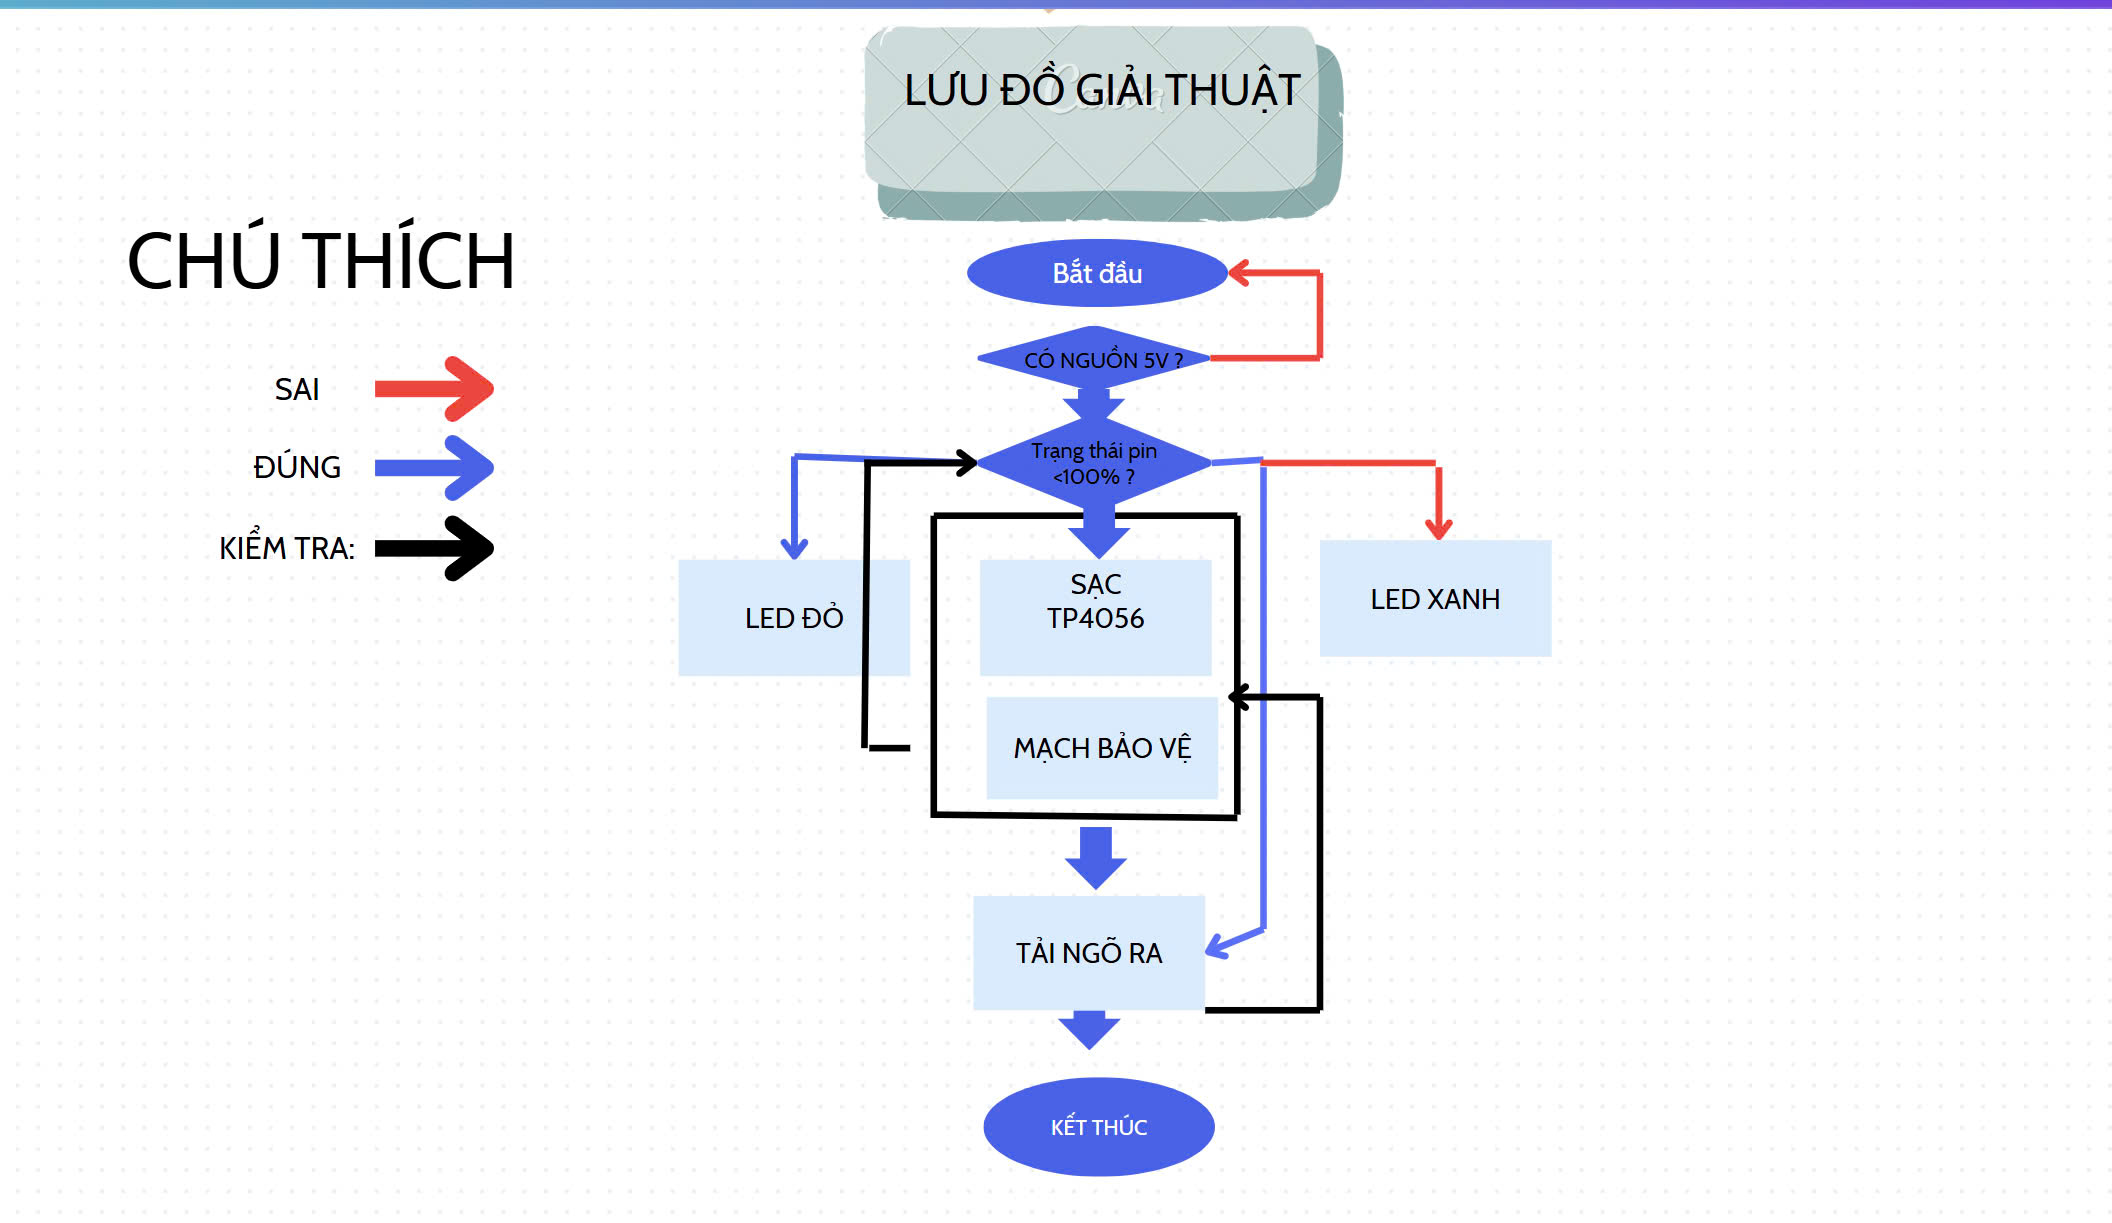 LƯU ĐỒ GIẢI THUẬT
Canva
CHÚ THÍCH
SAI
ĐÚNG
KIỂM TRA:
Bắt đầu
CÓ NGUỒN 5V ?
Trạng thái pin
<100% ?
LED ĐỎ
SẠC
TP4056
LED XANH
MẠCH BẢO VỆ
TẢI NGÕ RA
KẾT THÚC